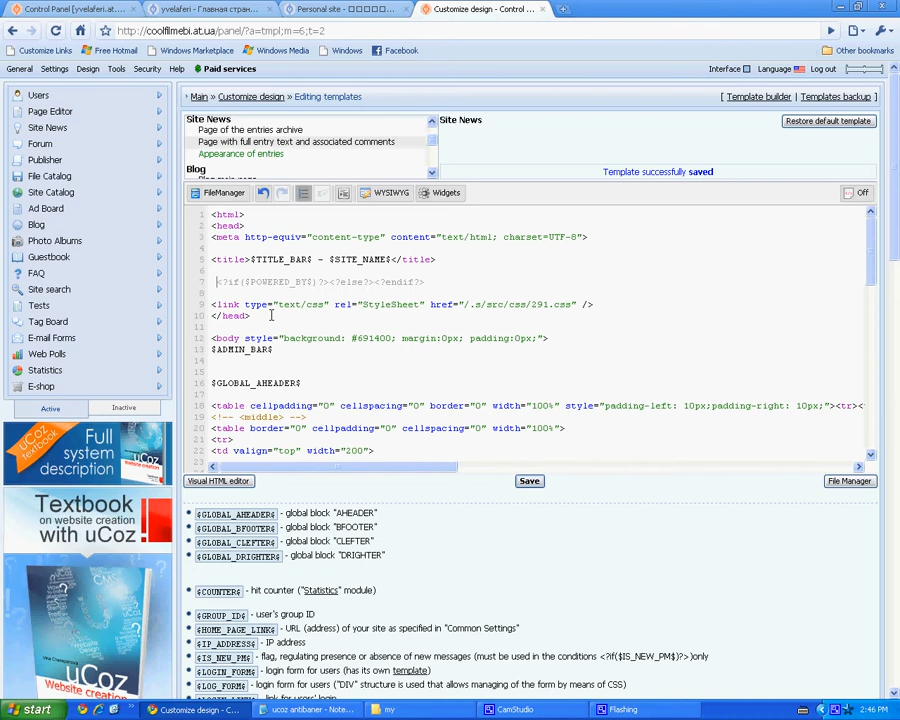 Control Panel [yvelaferi.at.ua...
yvelaferi - Главная стран...
Personal site -
Customize design - Control ...
http://coolfilmebi.at.ua/panel/?a=tmpl;m=6;t=2
Customize Links
Free Hotmail
Windows Marketplace
Windows Media
Windows
Facebook
Other bookmarks
General Settings Design Tools Security Help Paid services
Interface Language Log out
Users
Page Editor
Site News
Forum
Publisher
File Catalog
Site Catalog
Ad Board
Blog
Photo Albums
Guestbook
FAQ
Site search
Tests
Tag Board
E-mail Forms
Web Polls
Statistics
E-shop
Active Inactive
Full
system
description
Textbook
on website creation
with uCoz
uCoz
Website creation
Main » Customize design » Editing templates
[ Template builder | Templates backup ]
Site News
Page of the entries archive
Page with full entry text and associated comments
Appearance of entries
Blog
Site News
Restore default template
Template successfully saved
FileManager
WYSIWYG
Widgets
Off
1 <html>
2 <head>
3 <meta http-equiv="content-type" content="text/html; charset=UTF-8">
4
5 <title>$TITLE_BAR$ - $SITE_NAME$</title>
6
7 <?if($POWERED_BY$)?><?else?><?endif?>
8
9 <link type="text/css" rel="StyleSheet" href="/.s/src/css/291.css" />
10 </head>
11
12 <body style="background: #691400; margin:0px; padding:0px;">
13 $ADMIN_BAR$
14
15
16 $GLOBAL_AHEADER$
17
18 <table cellpadding="0" cellspacing="0" border="0" width="100%" style="padding-left: 10px;padding-right: 10px;"><tr><
19 <!-- <middle> -->
20 <table border="0" cellpadding="0" cellspacing="0" width="100%">
21 <tr>
22 <td valign="top" width="200">
23
Visual HTML editor
Save
File Manager
$GLOBAL_AHEADER$ - global block "AHEADER"
$GLOBAL_BFOOTER$ - global block "BFOOTER"
$GLOBAL_CLEFTER$ - global block "CLEFTER"
$GLOBAL_DRIGHTER$ - global block "DRIGHTER"
$COUNTER$ - hit counter ("Statistics" module)
$GROUP_ID$ - user's group ID
$HOME_PAGE_LINK$ - URL (address) of your site as specified in "Common Settings"
$IP_ADDRESS$ - IP address
$IS_NEW_PM$ - flag, regulating presence or absence of new messages (must be used in the conditions <?if($IS_NEW_PM$)?>)only
$LOGIN_FORM$ - login form for users (has its own template)
$LOG_FORM$ - login form for users ("DIV" structure is used that allows managing of the form by means of CSS)
start
Customize design - C...
ucoz antibaner - Note...
my
CamStudio
Flashing
2:46 PM